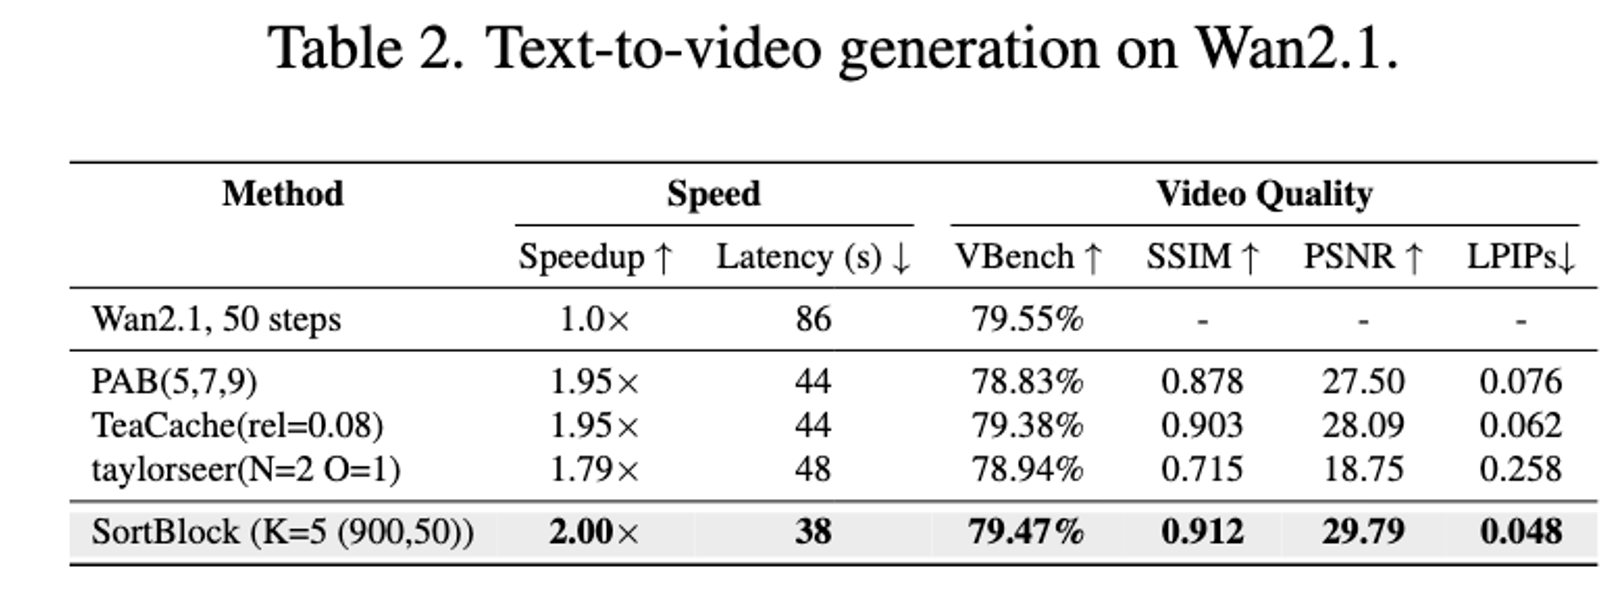 Table 2. Text-to-video generation on Wan2.1.
Method Speed Video Quality
Speedup ↑ Latency (s) ↓ VBench ↑ SSIM ↑ PSNR ↑ LPIPs↓
Wan2.1, 50 steps 1.0× 86 79.55% - - -
PAB(5,7,9) 1.95× 44 78.83% 0.878 27.50 0.076
TeaCache(rel=0.08) 1.95× 44 79.38% 0.903 28.09 0.062
taylorseer(N=2 O=1) 1.79× 48 78.94% 0.715 18.75 0.258
SortBlock (K=5 (900,50)) 2.00× 38 79.47% 0.912 29.79 0.048